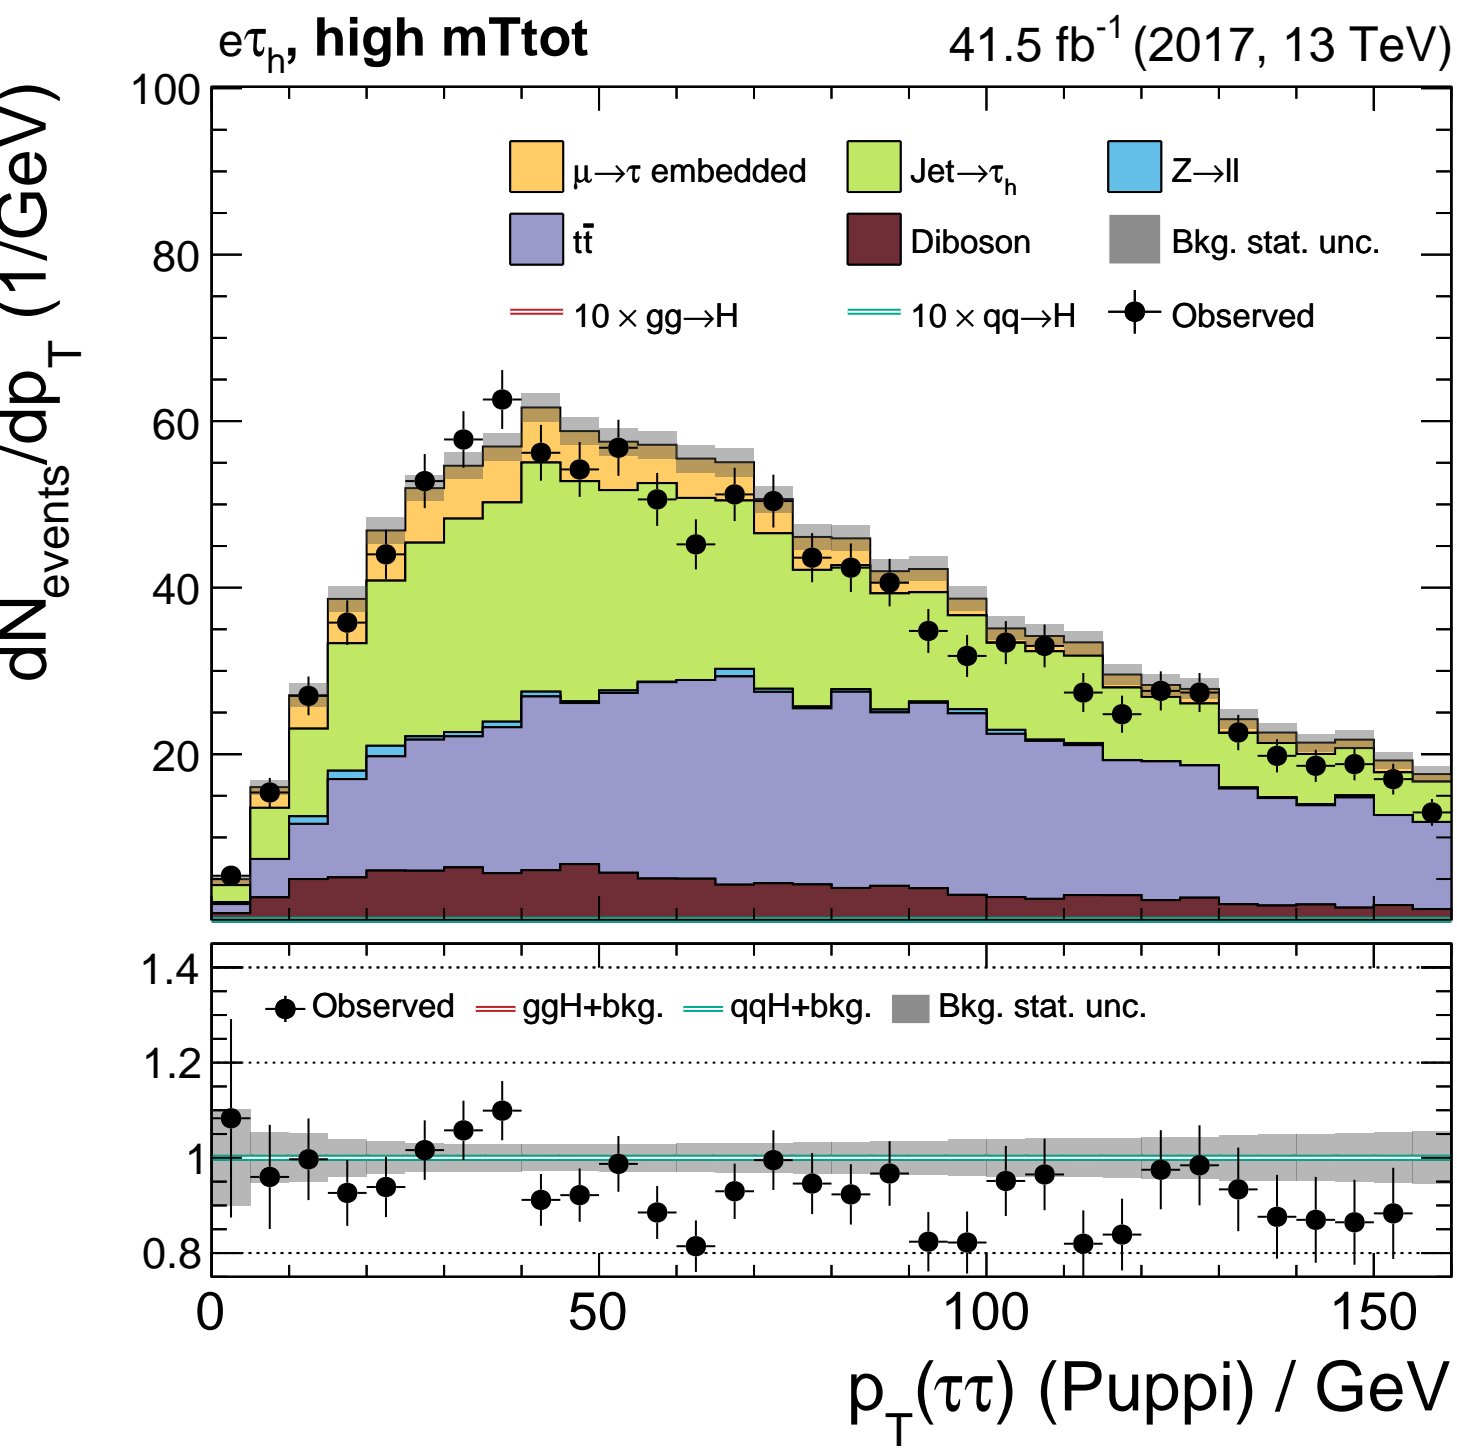 eτh, high mTtot
41.5 fb-1 (2017, 13 TeV)
dNevents/dpT (1/GeV)
100
80
60
40
20
μ→τ embedded
Jet→τh
Z→ll
tt̄
Diboson
Bkg. stat. unc.
10 × gg→H
10 × qq→H
Observed
1.4
1.2
1
0.8
Observed
ggH+bkg.
qqH+bkg.
Bkg. stat. unc.
0
50
100
150
pT(ττ) (Puppi) / GeV